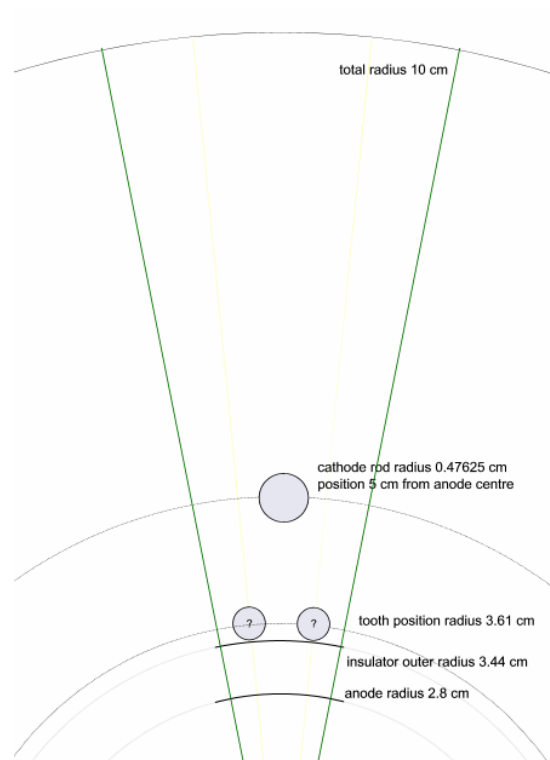 total radius 10 cm
cathode rod radius 0.47625 cm
position 5 cm from anode centre
? ? tooth position radius 3.61 cm
insulator outer radius 3.44 cm
anode radius 2.8 cm